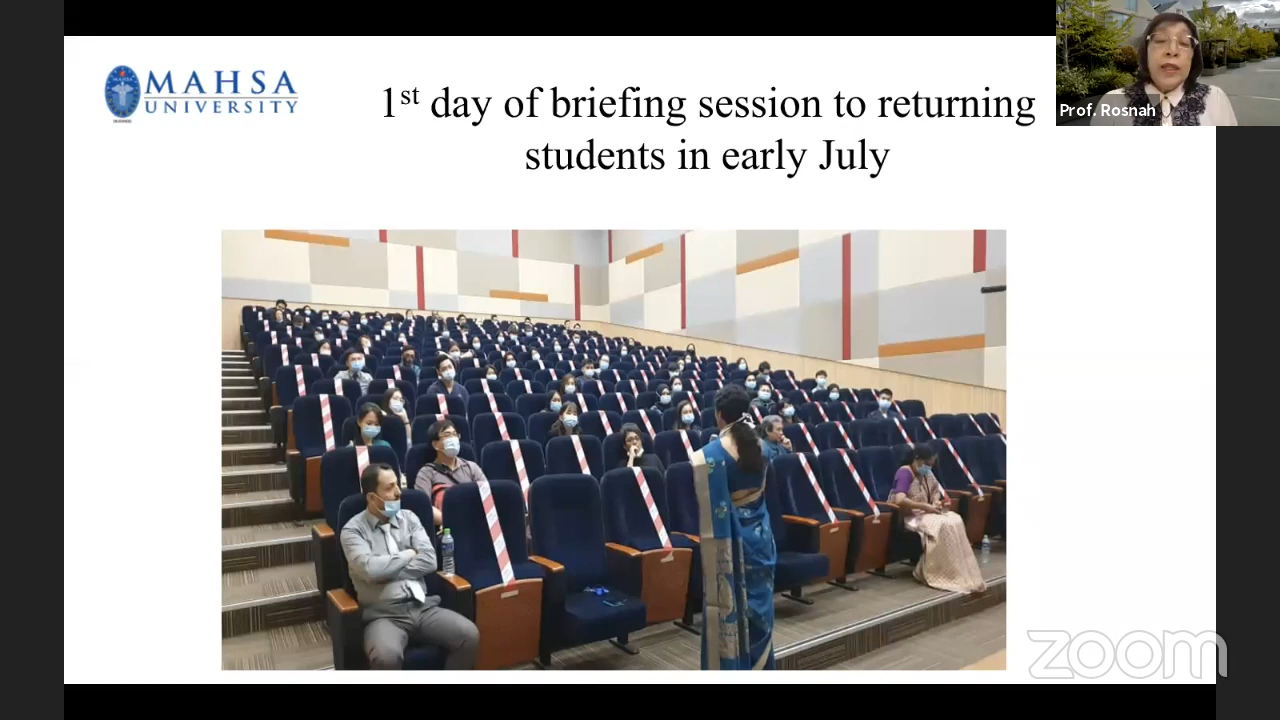 MAHSA
UNIVERSITY
1st day of briefing session to returning
students in early July
Prof. Rosnah
zoom